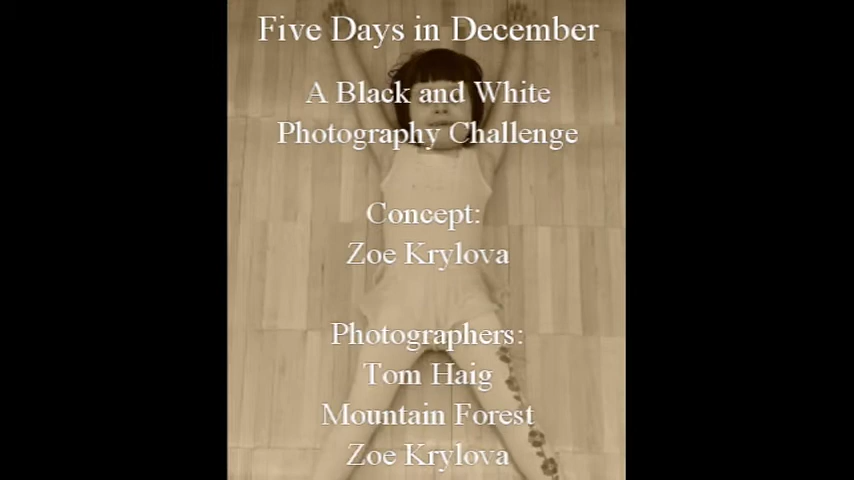 Five Days in December
A Black and White
Photography Challenge
Concept:
Zoe Krylova
Photographers:
Tom Haig
Mountain Forest
Zoe Krylova